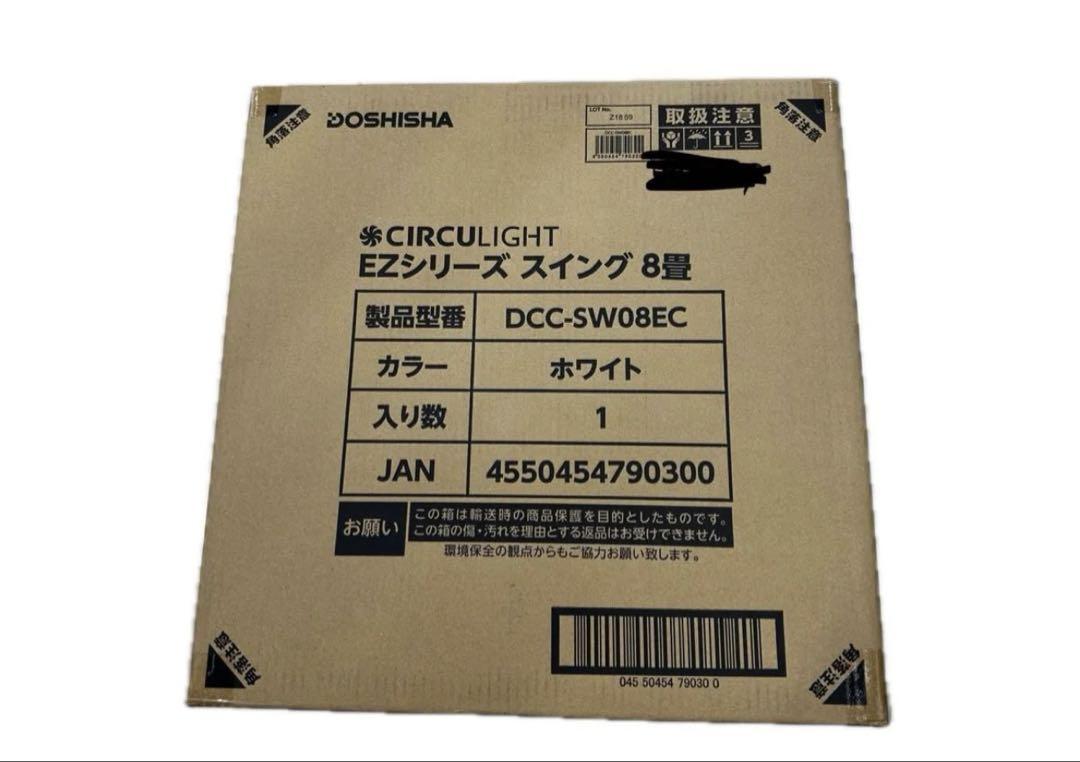 角落注意
DOSHISHA
LOT No.
Z18 69
DCC-SW08EC
取扱注意
3
角落注意
CIRCULIGHT
EZシリーズ スイング 8畳
製品型番 DCC-SW08EC
カラー ホワイト
入り数 1
JAN 4550454790300
お願い
この箱は輸送時の商品保護を目的としたものです。
この箱の傷・汚れを理由とする返品はお受けできません。
環境保全の観点からもご協力お願い致します。
045 50454 79030 0
角落注意
角落注意